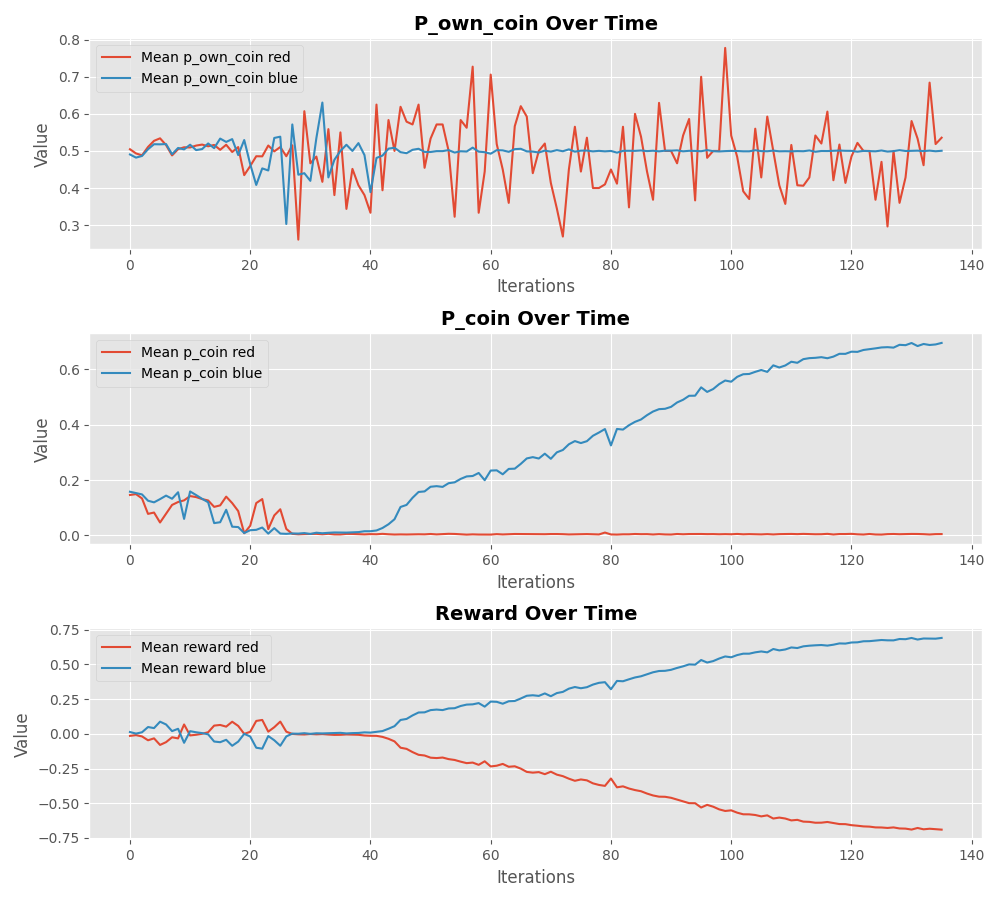 P_own_coin Over Time
Mean p_own_coin red
Mean p_own_coin blue
Value
0.8
0.7
0.6
0.5
0.4
0.3
0 20 40 60 80 100 120 140
Iterations
P_coin Over Time
Mean p_coin red
Mean p_coin blue
Value
0.6
0.4
0.2
0.0
0 20 40 60 80 100 120 140
Iterations
Reward Over Time
Mean reward red
Mean reward blue
Value
0.75
0.50
0.25
0.00
−0.25
−0.50
−0.75
0 20 40 60 80 100 120 140
Iterations